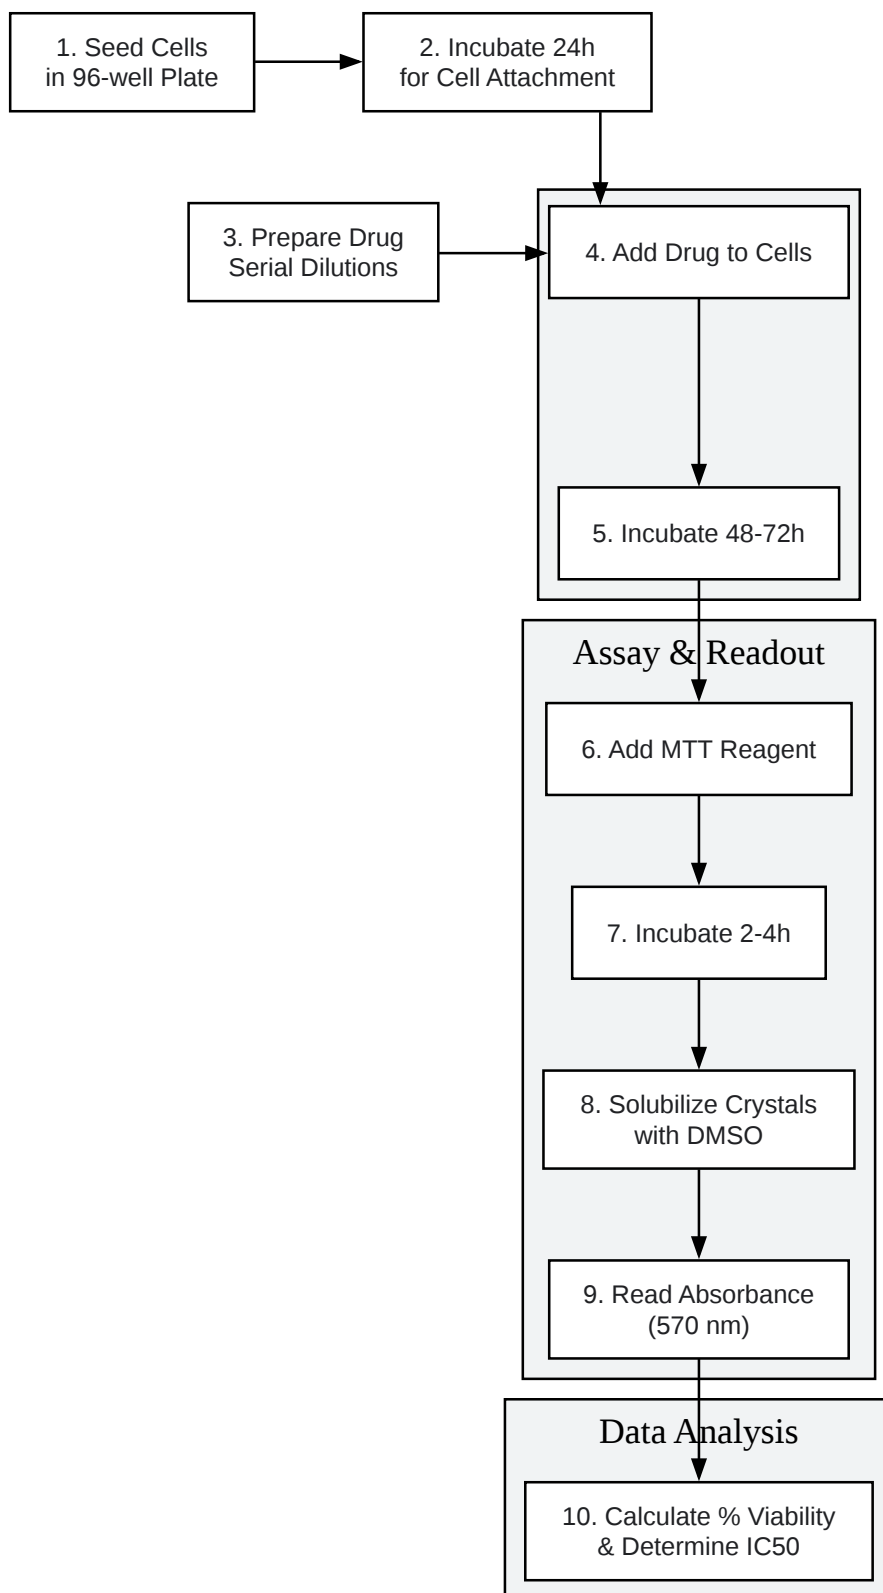 1. Seed Cells
in 96-well Plate
2. Incubate 24h
for Cell Attachment
3. Prepare Drug
Serial Dilutions
4. Add Drug to Cells
5. Incubate 48-72h
Assay & Readout
6. Add MTT Reagent
7. Incubate 2-4h
8. Solubilize Crystals
with DMSO
9. Read Absorbance
(570 nm)
Data Analysis
10. Calculate % Viability
& Determine IC50